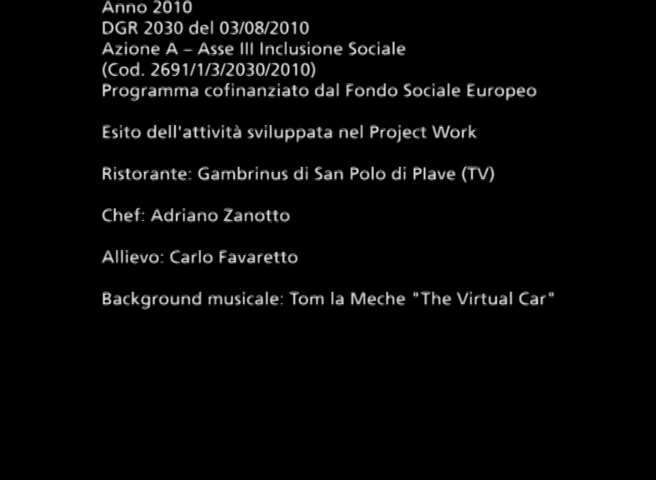 Anno 2010
DGR 2030 del 03/08/2010
Azione A – Asse III Inclusione Sociale
(Cod. 2691/1/3/2030/2010)
Programma cofinanziato dal Fondo Sociale Europeo
Esito dell'attività sviluppata nel Project Work
Ristorante: Gambrinus di San Polo di Plave (TV)
Chef: Adriano Zanotto
Allievo: Carlo Favaretto
Background musicale: Tom la Meche "The Virtual Car"